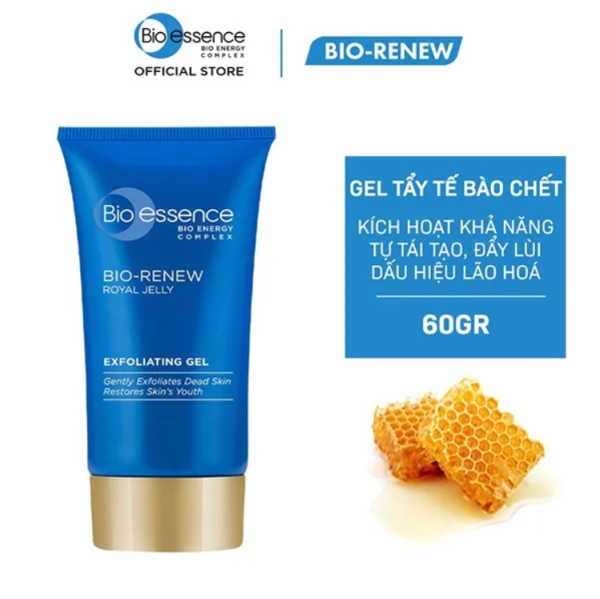 Bio essence
BIO ENERGY
COMPLEX
OFFICIAL STORE
BIO-RENEW
Bio essence
BIO ENERGY
COMPLEX
BIO-RENEW
ROYAL JELLY
EXFOLIATING GEL
Gently Exfoliates Dead Skin
Restores Skin's Youth
GEL TẨY TẾ BÀO CHẾT
KÍCH HOẠT KHẢ NĂNG
TỰ TÁI TẠO, ĐẨY LÙI
DẤU HIỆU LÃO HOÁ
60GR